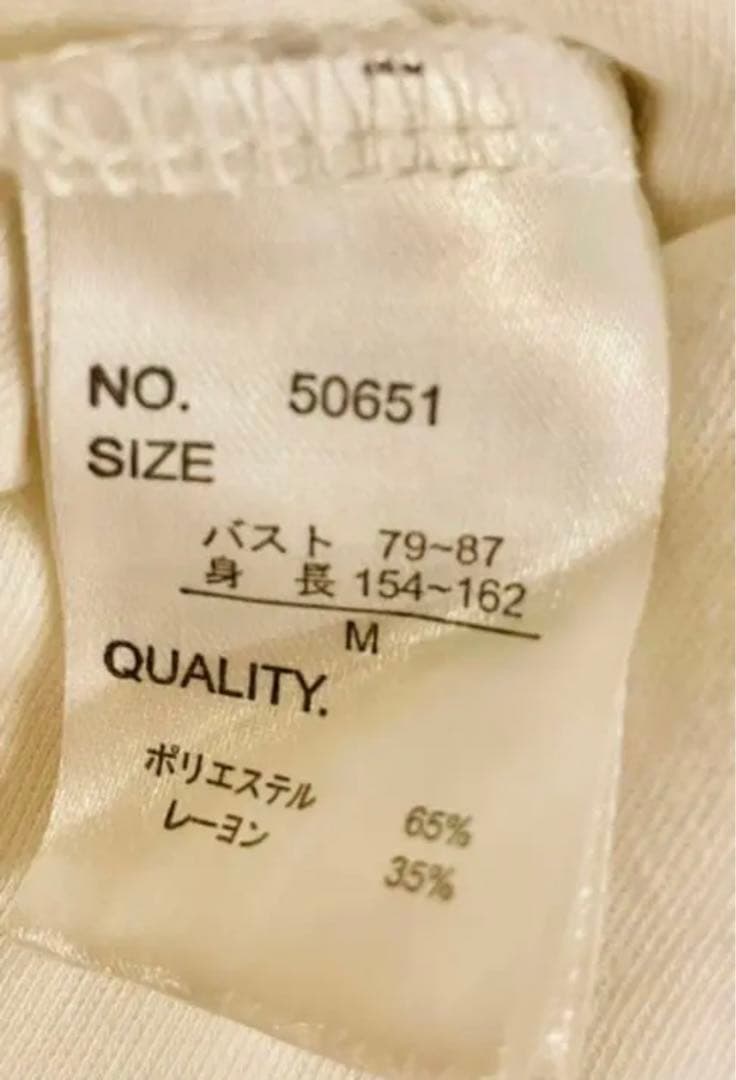 NO. 50651
SIZE
バスト 79~87
身 長 154~162
M
QUALITY.
ポリエステル 65%
レーヨン 35%